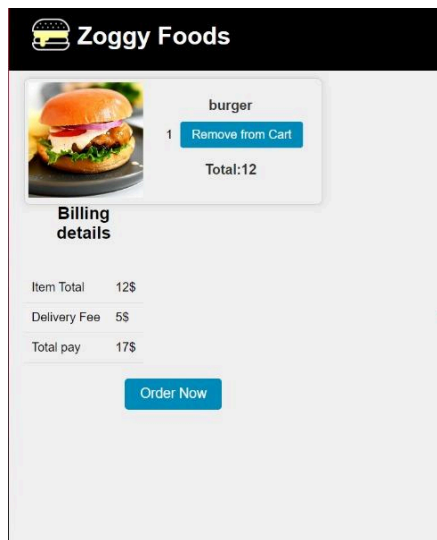 Zoggy Foods
burger
1 Remove from Cart
Total:12
Billing
details
Item Total 12$
Delivery Fee 5$
Total pay 17$
Order Now